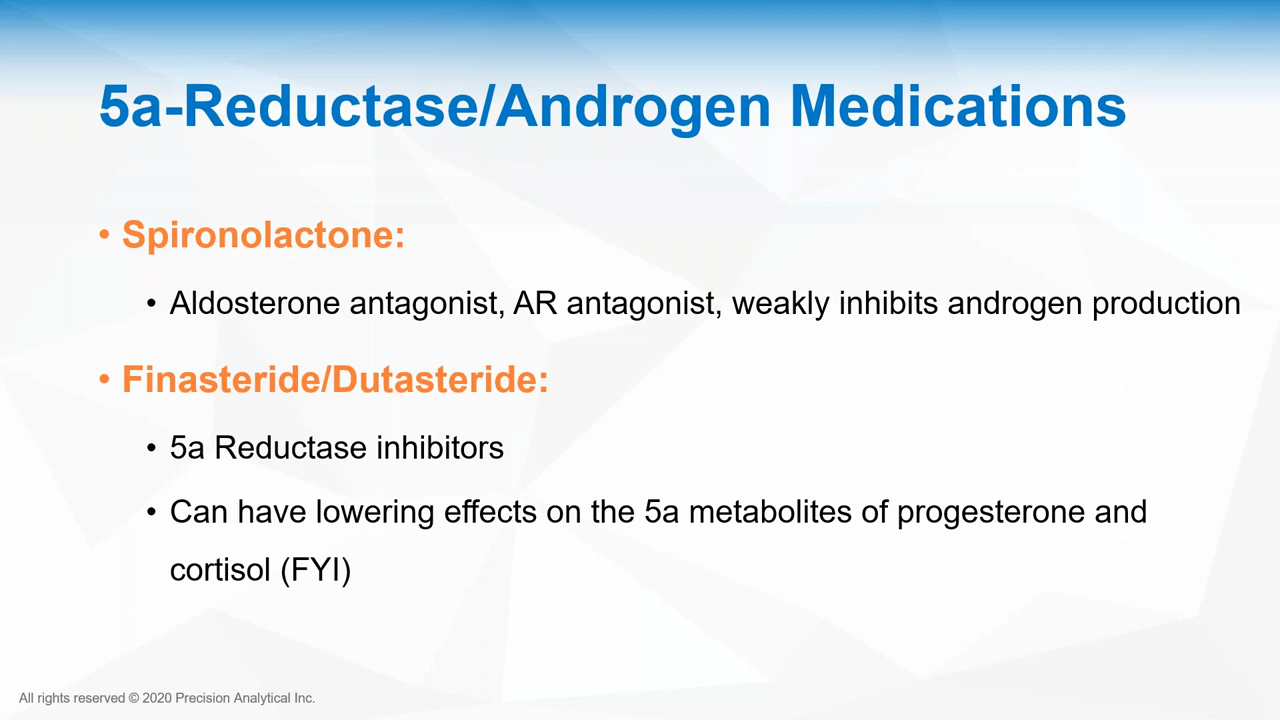 5a-Reductase/Androgen Medications
• Spironolactone:
• Aldosterone antagonist, AR antagonist, weakly inhibits androgen production
• Finasteride/Dutasteride:
• 5a Reductase inhibitors
• Can have lowering effects on the 5a metabolites of progesterone and
cortisol (FYI)
All rights reserved © 2020 Precision Analytical Inc.